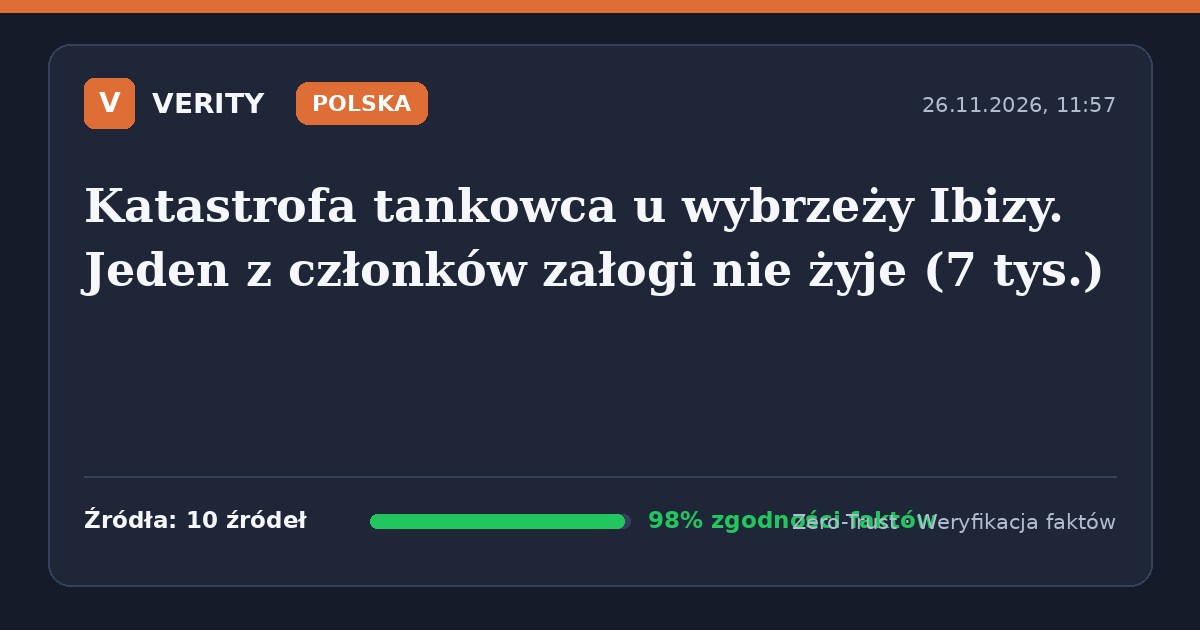 V VERITY POLSKA 26.11.2026, 11:57
Katastrofa tankowca u wybrzeży Ibizy.
Jeden z członków załogi nie żyje (7 tys.)
Źródła: 10 źródeł 98% zgodności faktów Zero-Trust · Weryfikacja faktów